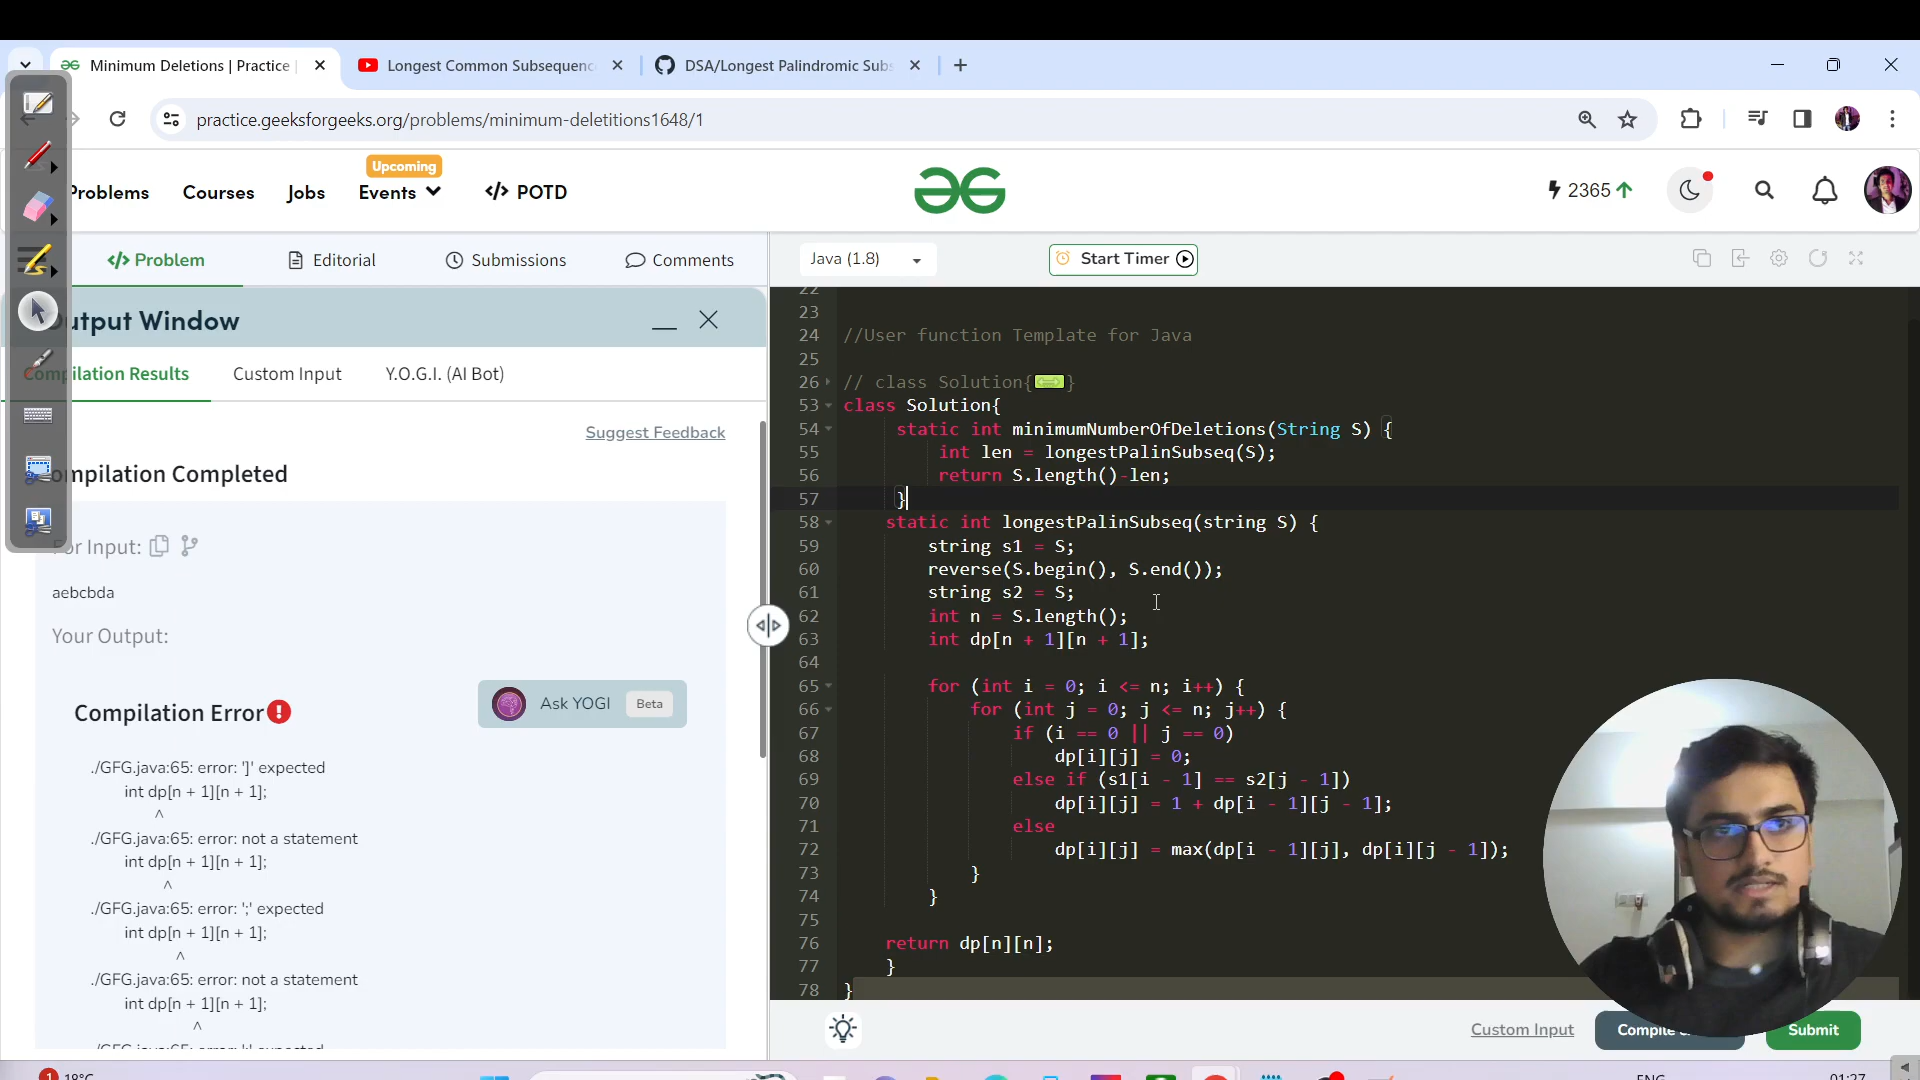 Minimum Deletions | Practice
Longest Common Subsequenc
DSA/Longest Palindromic Subs
practice.geeksforgeeks.org/problems/minimum-deletitions1648/1
Upcoming
Problems
Courses
Jobs
Events
</> POTD
2365
</> Problem
Editorial
Submissions
Comments
Java (1.8)
Start Timer
Output Window
Compilation Results
Custom Input
Y.O.G.I. (AI Bot)
Suggest Feedback
ompilation Completed
For Input:
aebcbda
Your Output:
Compilation Error
Ask YOGI
Beta
./GFG.java:65: error: ']' expected
int dp[n + 1][n + 1];
^
./GFG.java:65: error: not a statement
int dp[n + 1][n + 1];
^
./GFG.java:65: error: ';' expected
int dp[n + 1][n + 1];
^
./GFG.java:65: error: not a statement
int dp[n + 1][n + 1];
^
22
23
24 //User function Template for Java
25
26 // class Solution{}
53 class Solution{
54 static int minimumNumberOfDeletions(String S) {
55 int len = longestPalinSubseq(S);
56 return S.length()-len;
57 }
58 static int longestPalinSubseq(string S) {
59 string s1 = S;
60 reverse(S.begin(), S.end());
61 string s2 = S;
62 int n = S.length();
63 int dp[n + 1][n + 1];
64
65 for (int i = 0; i <= n; i++) {
66 for (int j = 0; j <= n; j++) {
67 if (i == 0 || j == 0)
68 dp[i][j] = 0;
69 else if (s1[i - 1] == s2[j - 1])
70 dp[i][j] = 1 + dp[i - 1][j - 1];
71 else
72 dp[i][j] = max(dp[i - 1][j], dp[i][j - 1]);
73 }
74 }
75
76 return dp[n][n];
77 }
78 }
Custom Input
Compile
Submit
1
18°C
ENG
01:27